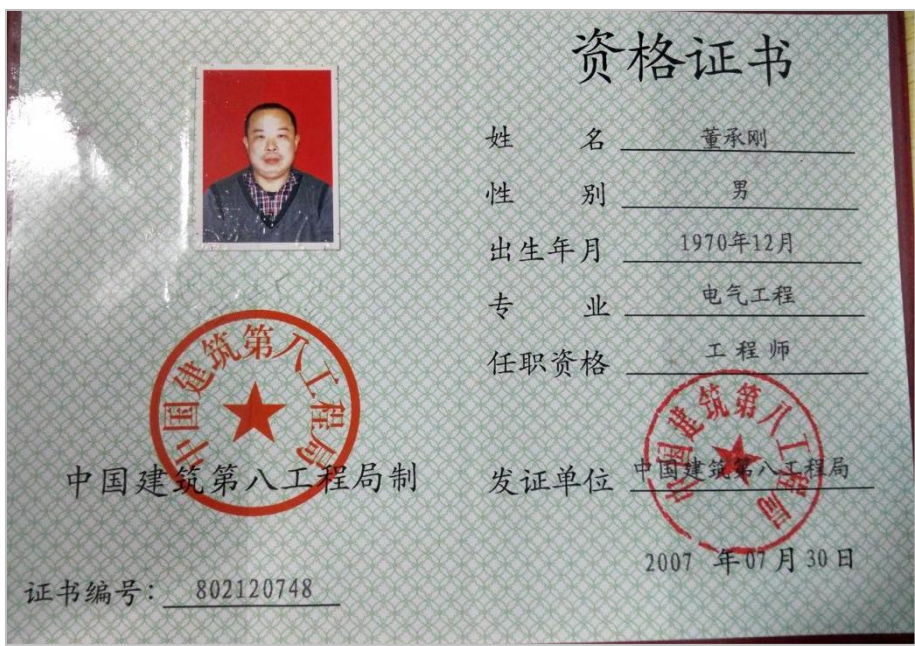 中国建筑第八工程局
中国建筑第八工程局制
证书编号：802120748
资格证书
姓名 董承刚
性别 男
出生年月 1970年12月
专业 电气工程
任职资格 工程师
发证单位 中国建筑第八工程局
中国建筑第八工程局
2007 年 07 月 30 日